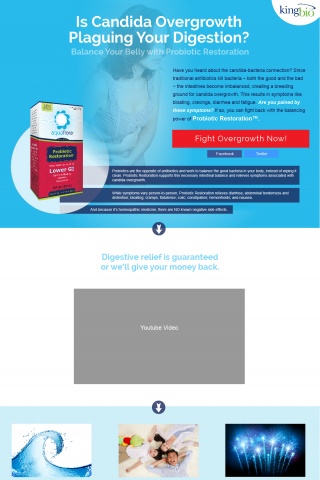 Is Candida Overgrowth
Plaguing Your Digestion?
Balance Your Belly with Probiotic Restoration
kingbio
Have you heard about the candida-bacteria connection? Since
traditional antibiotics kill bacteria – both the good and the bad
– the intestines become imbalanced, creating a breeding
ground for candida overgrowth. This results in symptoms like
bloating, cravings, diarrhea and fatigue. Are you pained by
these symptoms? If so, you can fight back with the balancing
power of Probiotic Restoration™.
Fight Overgrowth Now!
Facebook
Twitter
aquaflora
Probiotic
Restoration
Lower GI
Probiotics are the opposite of antibiotics and work to balance the good bacteria in your body, instead of wiping it
clean. Probiotic Restoration supports this necessary intestinal balance and relieves symptoms associated with
candida overgrowth.
While symptoms vary person-to-person, Probiotic Restoration relieves diarrhea, abdominal tenderness and
distention, bloating, cramps, flatulence, colic, constipation, hemorrhoids, and nausea.
And because it's homeopathic medicine, there are NO known negative side effects.
Digestive relief is guaranteed
or we'll give your money back.
Youtube Video